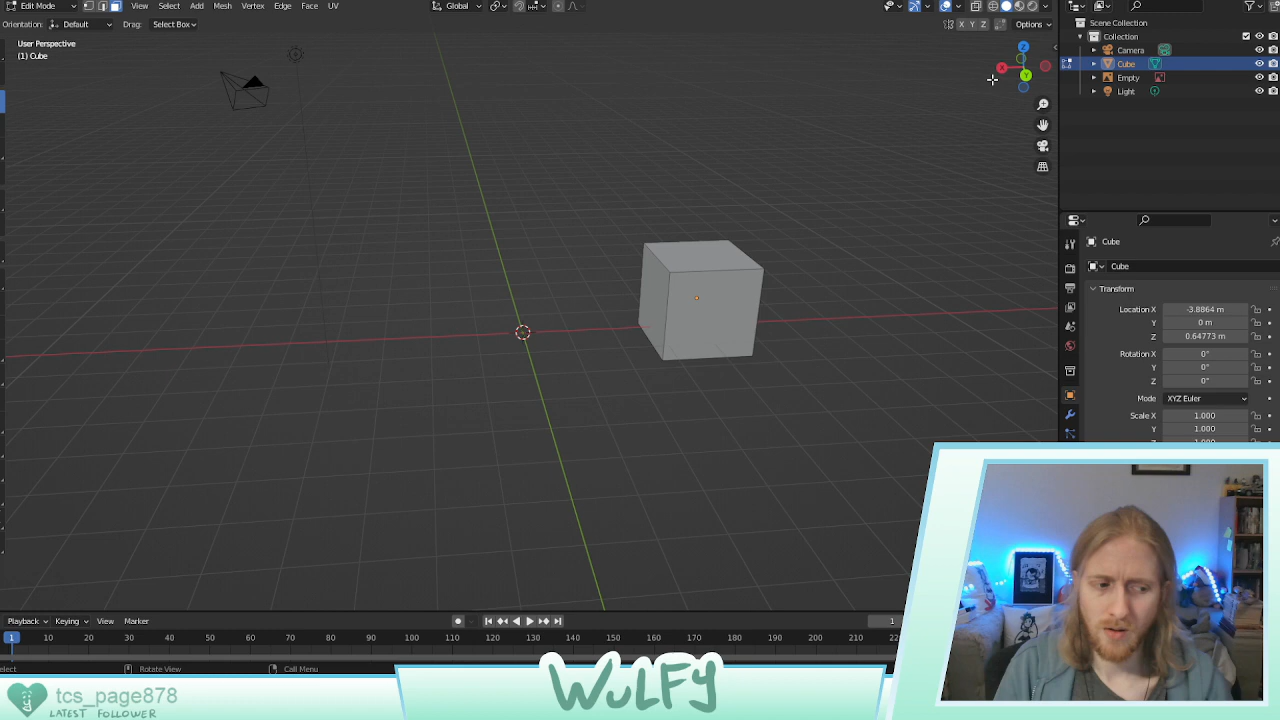 Edit Mode View Select Add Mesh Vertex Edge Face UV Global
Orientation: Default Drag: Select Box X Y Z Options
User Perspective
(1) Cube
Z
X
Y
Scene Collection
Collection
Camera
Cube
Empty
Light
Cube
Cube
Transform
Location X -3.8864 m
Y 0 m
Z 0.64773 m
Rotation X 0°
Y 0°
Z 0°
Mode XYZ Euler
Scale X 1.000
Y 1.000
Playback Keying View Marker 1
1 10 20 30 40 50 60 70 80 90 100 110 120 130 140 150 160 170 180 190 200 210
Rotate View Call Menu
WULFY
tcs_page878
LATEST FOLLOWER